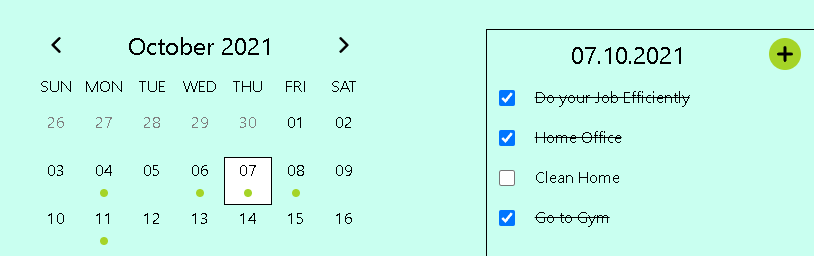 October 2021
SUN MON TUE WED THU FRI SAT
26 27 28 29 30 01 02
03 04 05 06 07 08 09
10 11 12 13 14 15 16
07.10.2021
Do your Job Efficiently
Home Office
Clean Home
Go to Gym